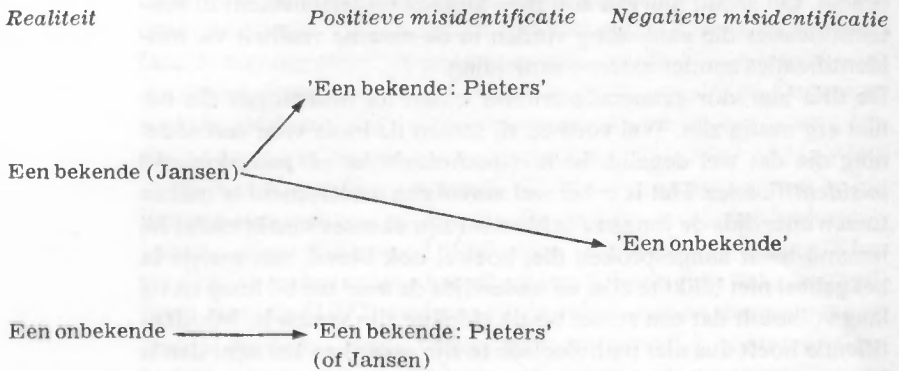 Realiteit Positieve misidentificatie Negatieve misidentificatie
'Een bekende: Pieters'
Een bekende (Jansen)
'Een onbekende'
Een onbekende 'Een bekende: Pieters'
(of Jansen)